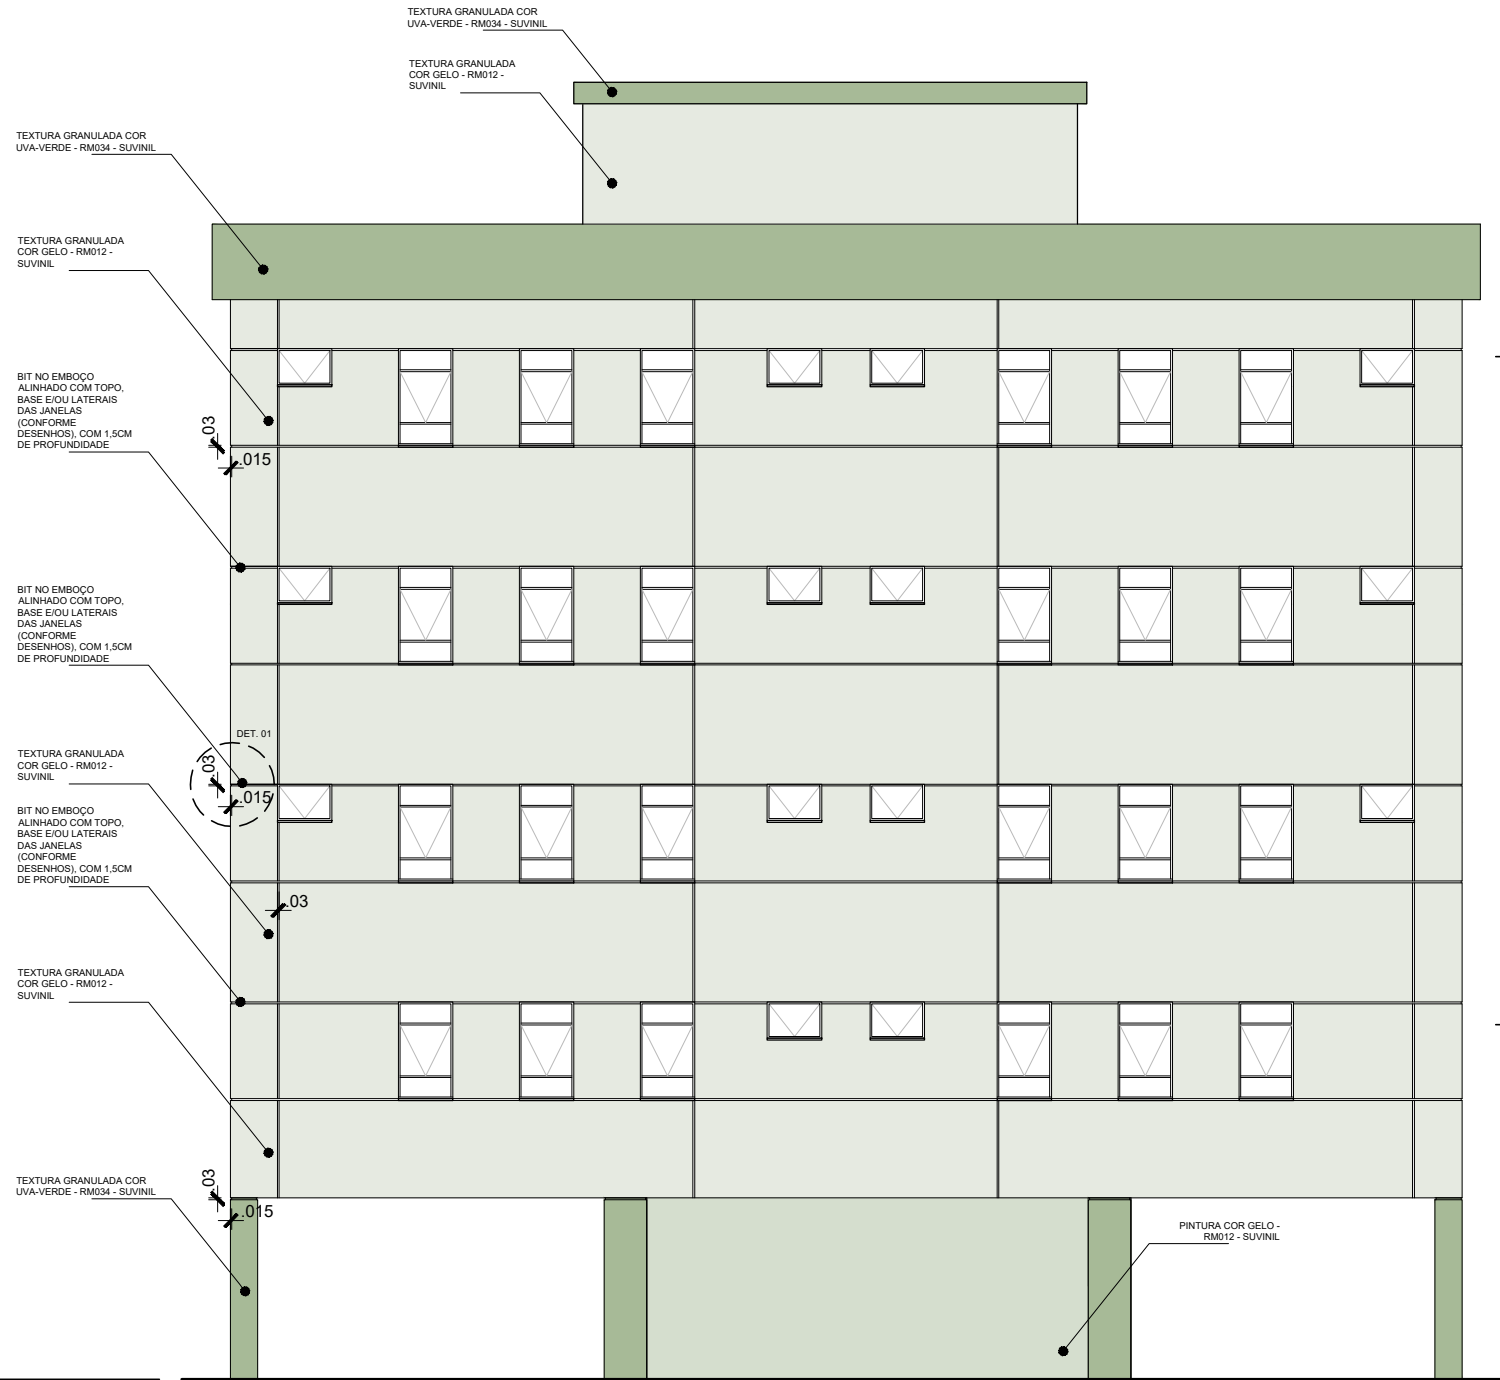 TEXTURA GRANULADA COR
UVA-VERDE - RM034 - SUVINIL
TEXTURA GRANULADA
COR GELO - RM012 -
SUVINIL
TEXTURA GRANULADA COR
UVA-VERDE - RM034 - SUVINIL
TEXTURA GRANULADA
COR GELO - RM012 -
SUVINIL
BIT NO EMBOÇO
ALINHADO COM TOPO,
BASE E/OU LATERAIS
DAS JANELAS
(CONFORME
DESENHOS), COM 1,5CM
DE PROFUNDIDADE
.03
.015
BIT NO EMBOÇO
ALINHADO COM TOPO,
BASE E/OU LATERAIS
DAS JANELAS
(CONFORME
DESENHOS), COM 1,5CM
DE PROFUNDIDADE
DET. 01
.03
.015
TEXTURA GRANULADA
COR GELO - RM012 -
SUVINIL
BIT NO EMBOÇO
ALINHADO COM TOPO,
BASE E/OU LATERAIS
DAS JANELAS
(CONFORME
DESENHOS), COM 1,5CM
DE PROFUNDIDADE
.03
TEXTURA GRANULADA
COR GELO - RM012 -
SUVINIL
TEXTURA GRANULADA COR
UVA-VERDE - RM034 - SUVINIL
.03
.015
PINTURA COR GELO -
RM012 - SUVINIL